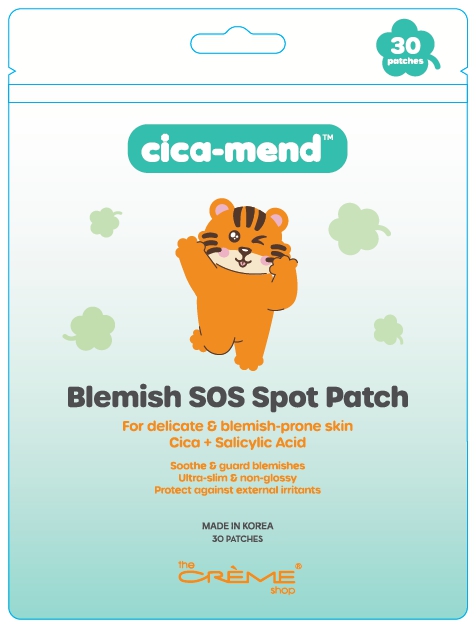 30
patches
cica-mend™
Blemish SOS Spot Patch
For delicate & blemish-prone skin
Cica + Salicylic Acid
Soothe & guard blemishes
Ultra-slim & non-glossy
Protect against external irritants
MADE IN KOREA
30 PATCHES
the
CRÈME®
shop